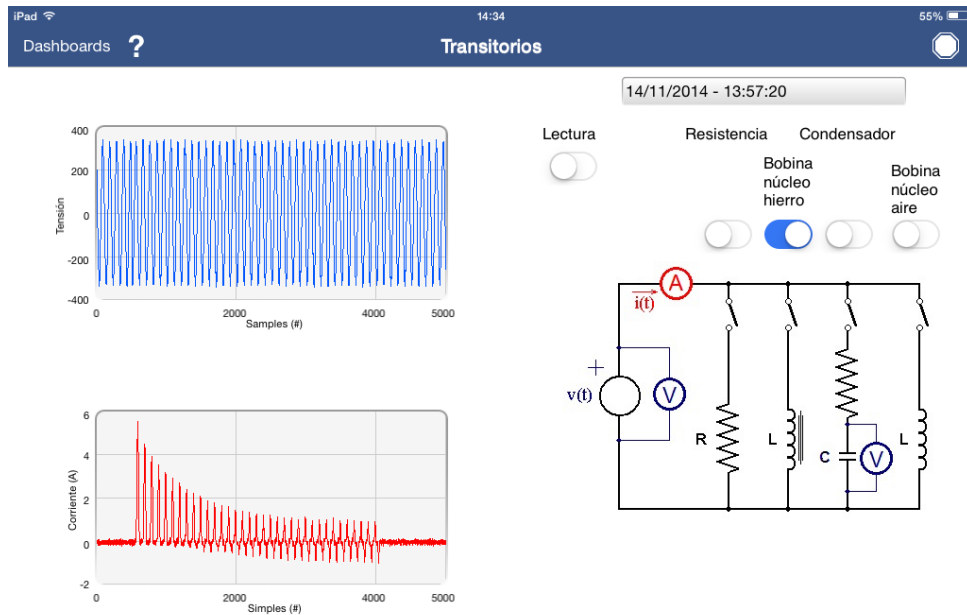 iPad 14:34 55%
Dashboards ? Transitorios
14/11/2014 - 13:57:20
Lectura
Resistencia
Condensador
Bobina
núcleo
hierro
Bobina
núcleo
aire
400
200
0
-200
-400
Tensión
0 2000 4000 5000
Samples (#)
6
4
2
0
-2
Corriente (A)
0 2000 4000 5000
Simples (#)
A
i(t)
+
v(t)
V
R
L
C
V
L